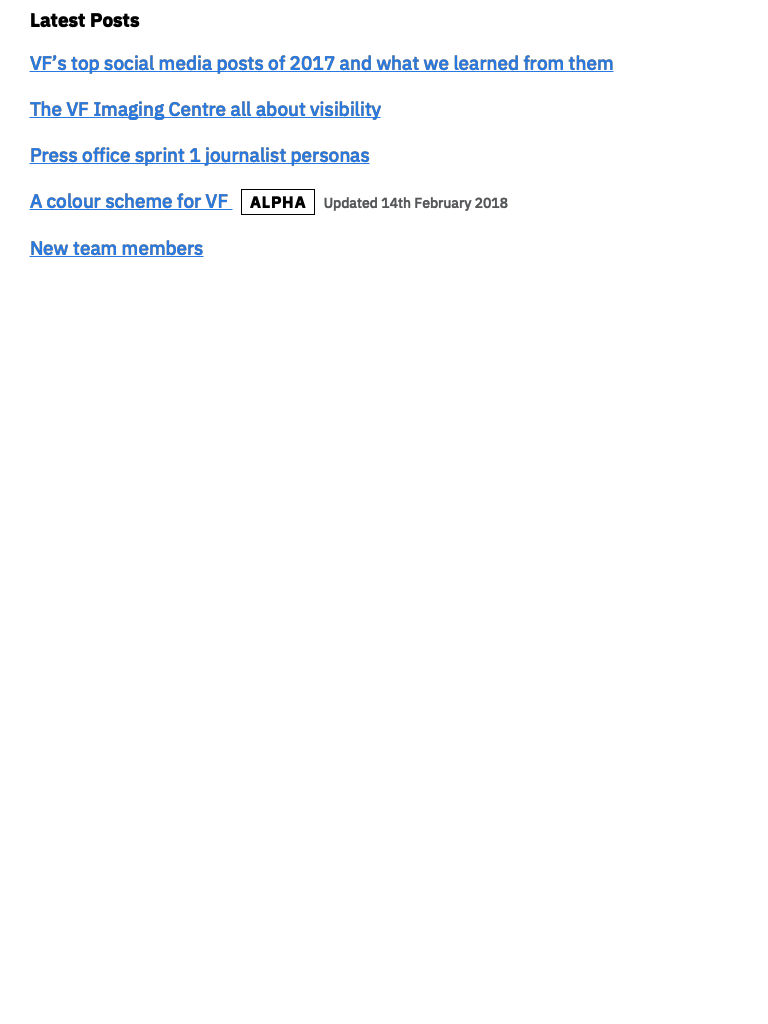 Latest Posts
VF’s top social media posts of 2017 and what we learned from them
The VF Imaging Centre all about visibility
Press office sprint 1 journalist personas
A colour scheme for VF ALPHA Updated 14th February 2018
New team members